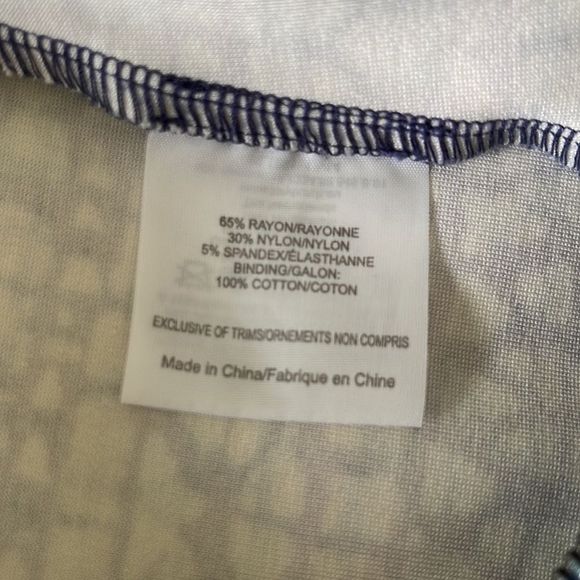 65% RAYON/RAYONNE
30% NYLON/NYLON
5% SPANDEX/ÉLASTHANNE
BINDING/GALON:
100% COTTON/COTON
EXCLUSIVE OF TRIMS/ORNEMENTS NON COMPRIS
Made in China/Fabrique en Chine